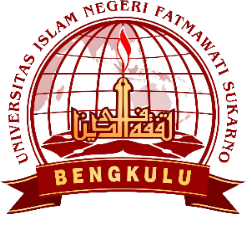 UNIVERSITAS ISLAM NEGERI FATMAWATI SUKARNO
BENGKULU